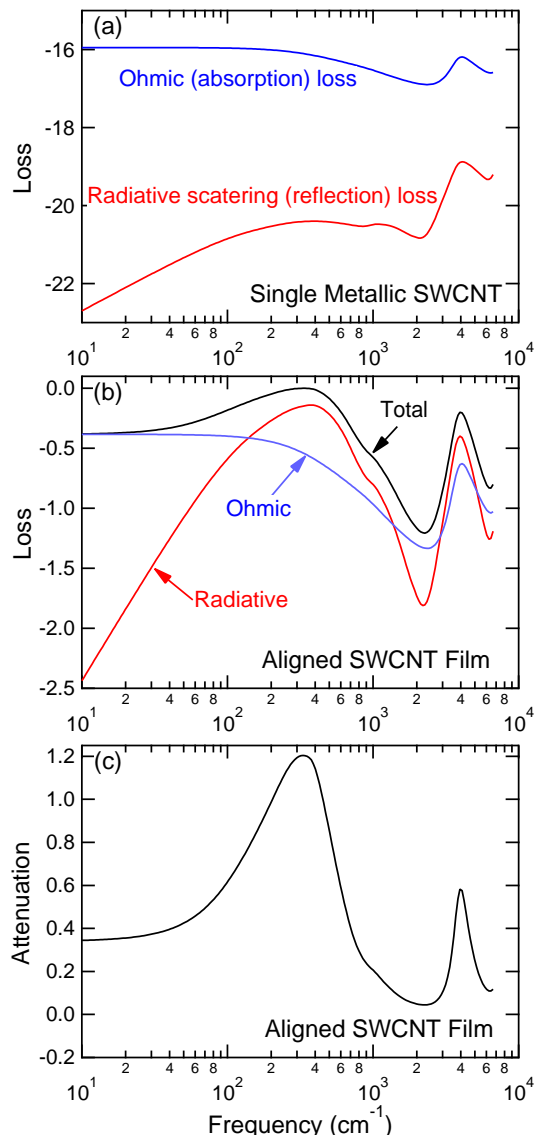 (a)
-16
Ohmic (absorption) loss
-18
Loss
Radiative scatering (reflection) loss
-20
-22
Single Metallic SWCNT
2 4 6 8 2 4 6 8 2 4 6 8
10^1 10^2 10^3 10^4
(b)
0.0
Total
-0.5
Ohmic
-1.0
Loss
-1.5
Radiative
-2.0
Aligned SWCNT Film
-2.5
2 4 6 8 2 4 6 8 2 4 6 8
10^1 10^2 10^3 10^4
(c)
1.2
1.0
0.8
0.6
Attenuation
0.4
0.2
0.0
Aligned SWCNT Film
-0.2
2 4 6 8 2 4 6 8 2 4 6 8
10^1 10^2 10^3 10^4
Frequency (cm^-1)